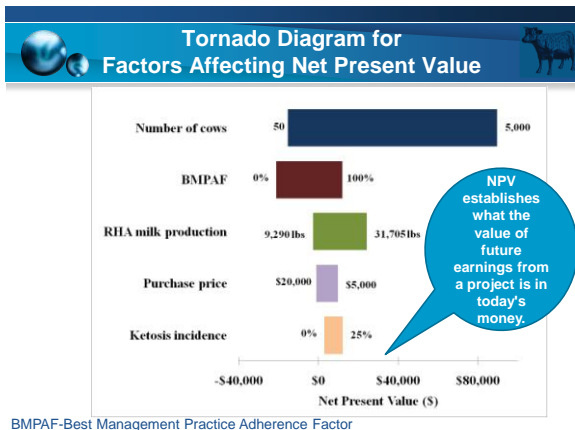 Tornado Diagram for
Factors Affecting Net Present Value
Number of cows 50 5,000
BMPAF 0% 100%
RHA milk production 9,290 lbs 31,705 lbs
Purchase price $20,000 $5,000
Ketosis incidence 0% 25%
-$40,000 $0 $40,000 $80,000
Net Present Value ($)
NPV
establishes
what the
value of
future
earnings from
a project is in
today's
money.
BMPAF-Best Management Practice Adherence Factor